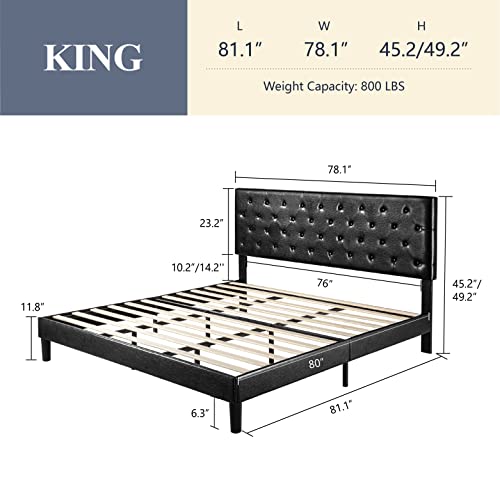 KING
L W H
81.1" 78.1" 45.2/49.2"
Weight Capacity: 800 LBS
78.1"
23.2"
10.2"/14.2''
76"
45.2"/
49.2"
11.8"
80"
6.3"
81.1"